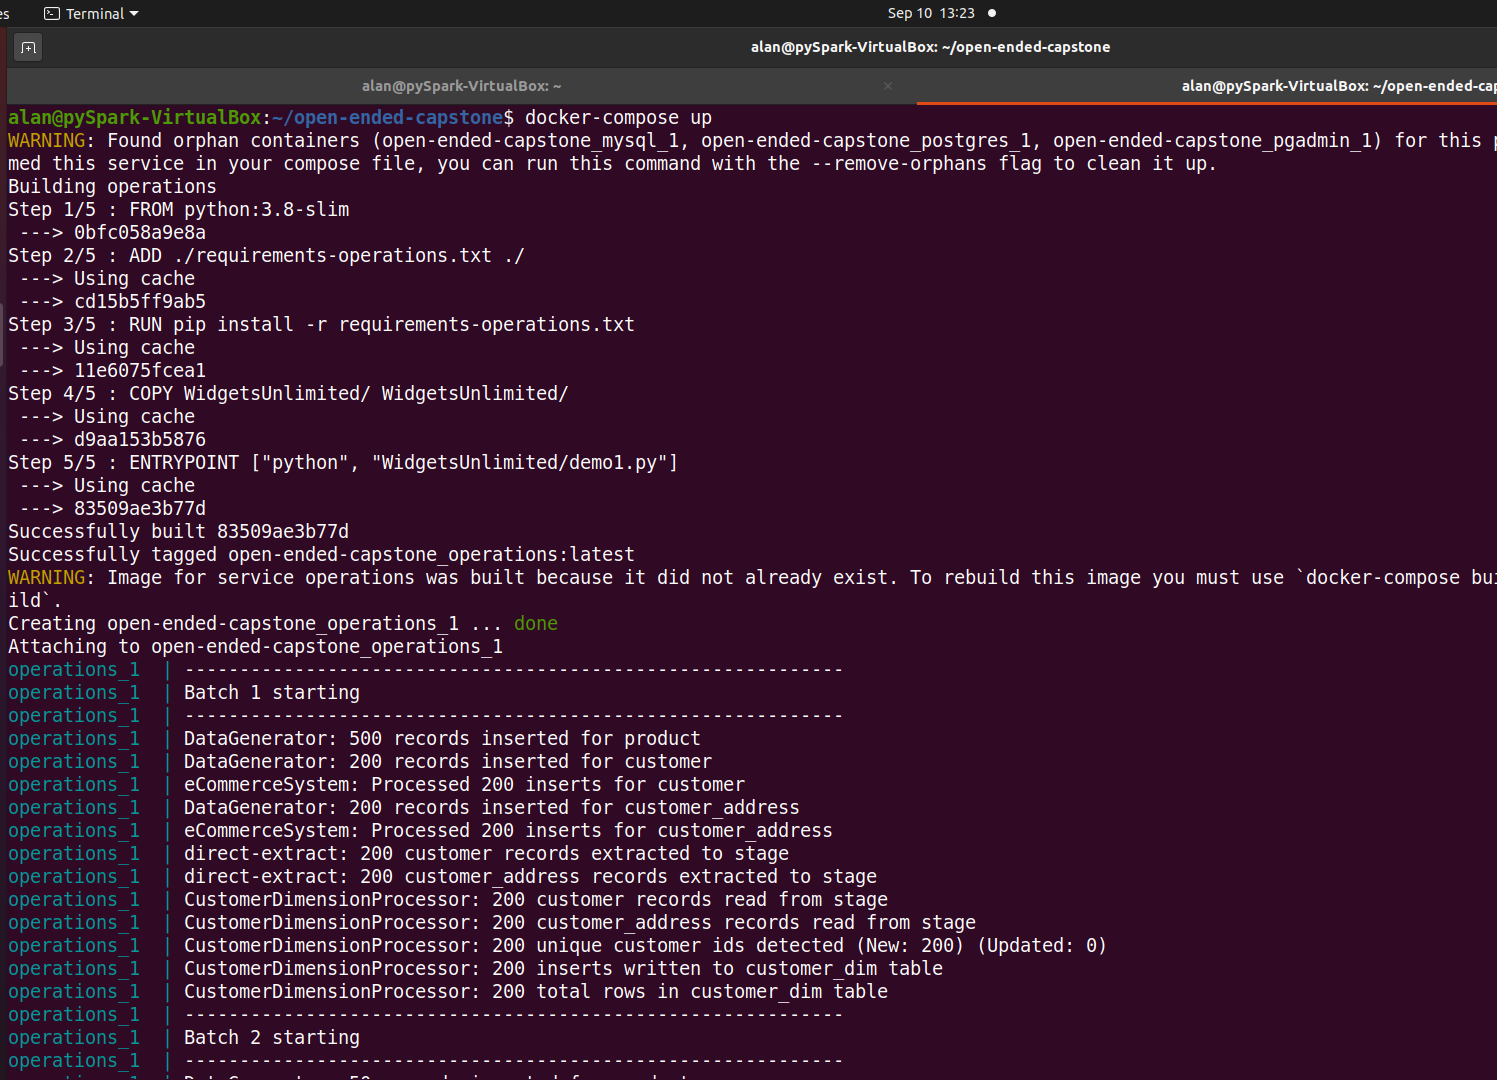 es Terminal Sep 10 13:23
alan@pySpark-VirtualBox: ~/open-ended-capstone
alan@pySpark-VirtualBox: ~ × alan@pySpark-VirtualBox: ~/open-ended-cap
alan@pySpark-VirtualBox:~/open-ended-capstone$ docker-compose up
WARNING: Found orphan containers (open-ended-capstone_mysql_1, open-ended-capstone_postgres_1, open-ended-capstone_pgadmin_1) for this p
med this service in your compose file, you can run this command with the --remove-orphans flag to clean it up.
Building operations
Step 1/5 : FROM python:3.8-slim
---> 0bfc058a9e8a
Step 2/5 : ADD ./requirements-operations.txt ./
---> Using cache
---> cd15b5ff9ab5
Step 3/5 : RUN pip install -r requirements-operations.txt
---> Using cache
---> 11e6075fcea1
Step 4/5 : COPY WidgetsUnlimited/ WidgetsUnlimited/
---> Using cache
---> d9aa153b5876
Step 5/5 : ENTRYPOINT ["python", "WidgetsUnlimited/demo1.py"]
---> Using cache
---> 83509ae3b77d
Successfully built 83509ae3b77d
Successfully tagged open-ended-capstone_operations:latest
WARNING: Image for service operations was built because it did not already exist. To rebuild this image you must use `docker-compose bui
ild`.
Creating open-ended-capstone_operations_1 ... done
Attaching to open-ended-capstone_operations_1
operations_1 | ------------------------------------------------------------
operations_1 | Batch 1 starting
operations_1 | ------------------------------------------------------------
operations_1 | DataGenerator: 500 records inserted for product
operations_1 | DataGenerator: 200 records inserted for customer
operations_1 | eCommerceSystem: Processed 200 inserts for customer
operations_1 | DataGenerator: 200 records inserted for customer_address
operations_1 | eCommerceSystem: Processed 200 inserts for customer_address
operations_1 | direct-extract: 200 customer records extracted to stage
operations_1 | direct-extract: 200 customer_address records extracted to stage
operations_1 | CustomerDimensionProcessor: 200 customer records read from stage
operations_1 | CustomerDimensionProcessor: 200 customer_address records read from stage
operations_1 | CustomerDimensionProcessor: 200 unique customer ids detected (New: 200) (Updated: 0)
operations_1 | CustomerDimensionProcessor: 200 inserts written to customer_dim table
operations_1 | CustomerDimensionProcessor: 200 total rows in customer_dim table
operations_1 | ------------------------------------------------------------
operations_1 | Batch 2 starting
operations_1 | ------------------------------------------------------------